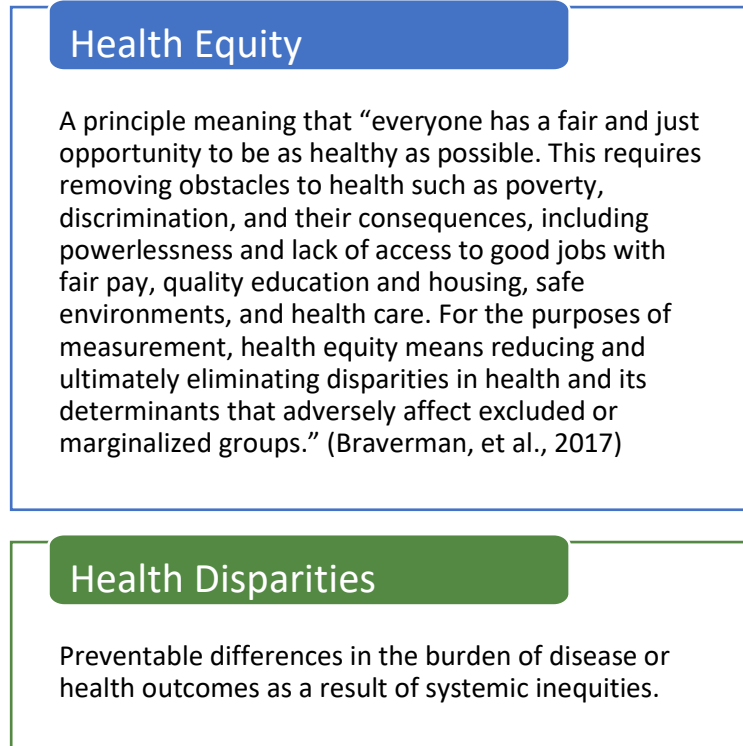 Health Equity
A principle meaning that “everyone has a fair and just
opportunity to be as healthy as possible. This requires
removing obstacles to health such as poverty,
discrimination, and their consequences, including
powerlessness and lack of access to good jobs with
fair pay, quality education and housing, safe
environments, and health care. For the purposes of
measurement, health equity means reducing and
ultimately eliminating disparities in health and its
determinants that adversely affect excluded or
marginalized groups.” (Braverman, et al., 2017)
Health Disparities
Preventable differences in the burden of disease or
health outcomes as a result of systemic inequities.